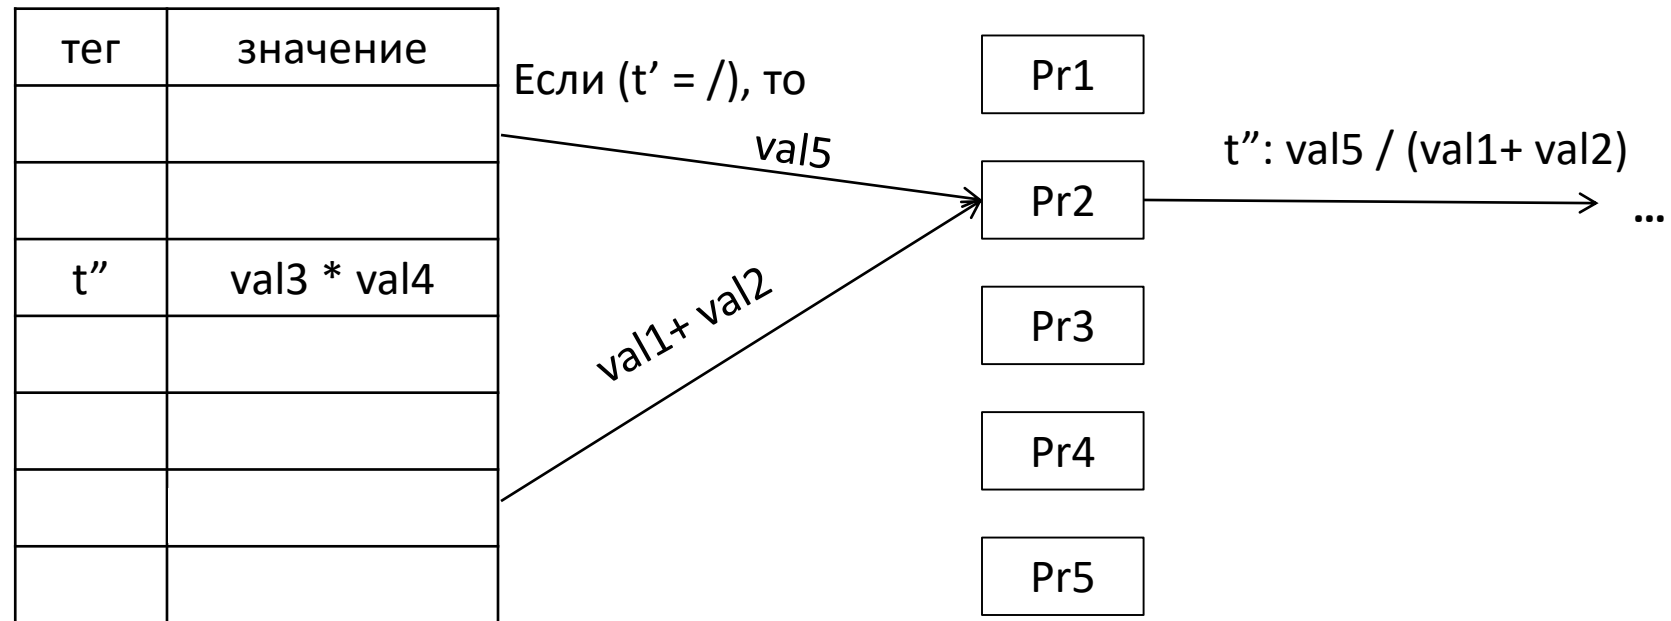 тег значение
Если (t’ = /), то
val5
val1+ val2
t” val3 * val4
Pr1
Pr2
Pr3
Pr4
Pr5
t”: val5 / (val1+ val2)
...